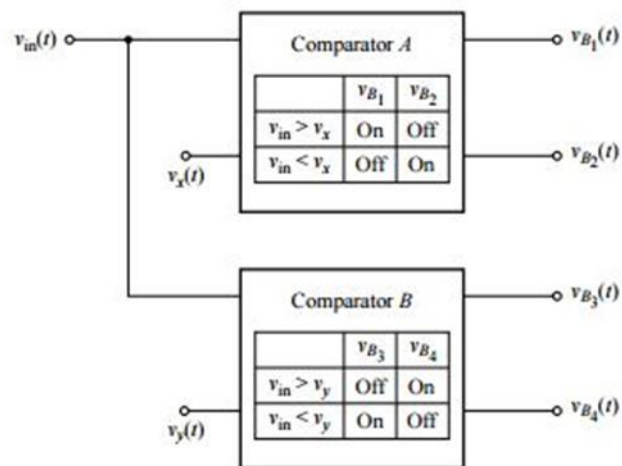 v_in(t)
Comparator A
v_B1 v_B2
v_in > v_x On Off
v_in < v_x Off On
v_x(t)
v_B1(t)
v_B2(t)
Comparator B
v_B3 v_B4
v_in > v_y Off On
v_in < v_y On Off
v_y(t)
v_B3(t)
v_B4(t)